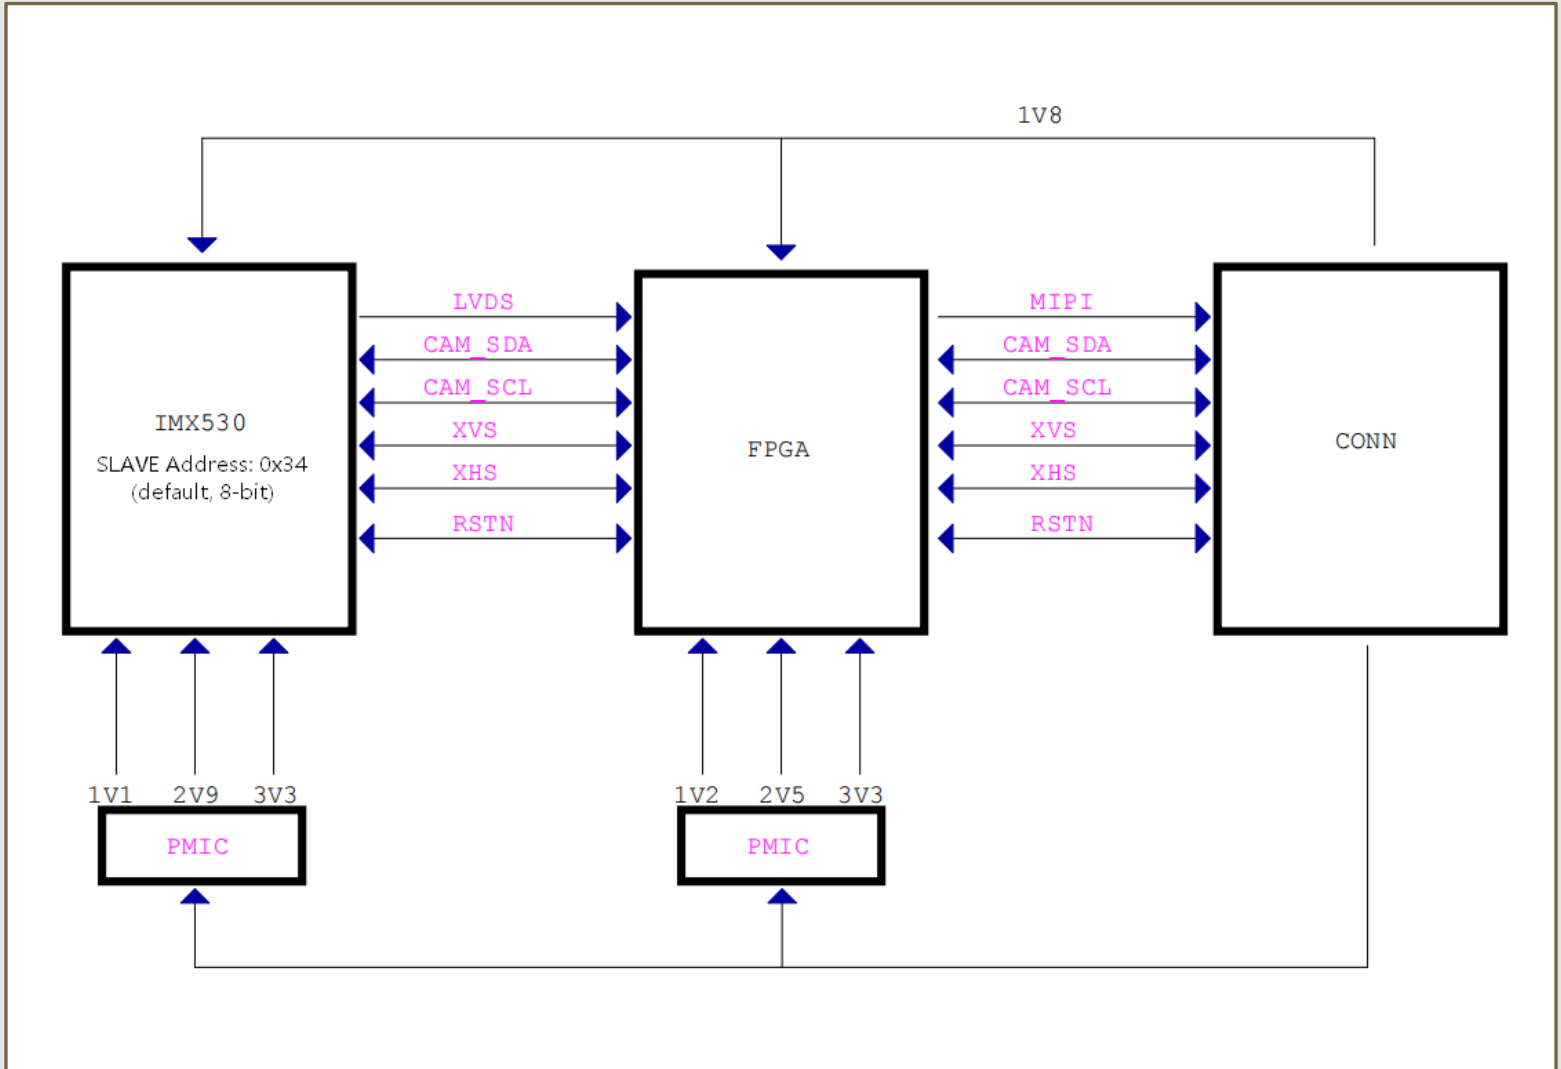 1V8
LVDS
CAM_SDA
CAM_SCL
XVS
XHS
RSTN
MIPI
CAM_SDA
CAM_SCL
XVS
XHS
RSTN
IMX530
SLAVE Address: 0x34
(default, 8-bit)
FPGA
CONN
1V1 2V9 3V3
PMIC
1V2 2V5 3V3
PMIC